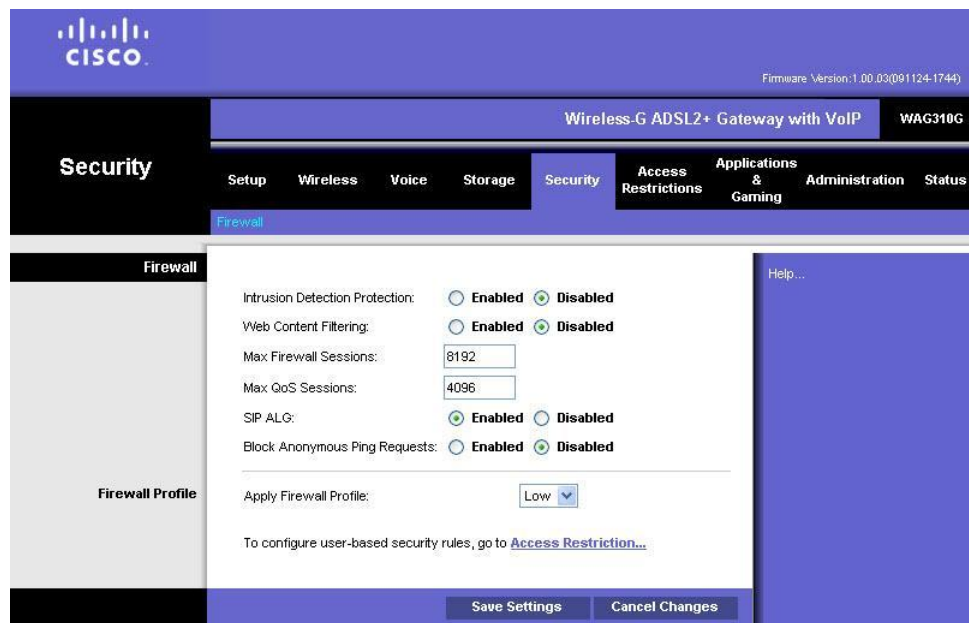 CISCO.
Firmware Version:1.00.03(091124-1744)
Wireless-G ADSL2+ Gateway with VoIP WAG310G
Security
Setup Wireless Voice Storage Security Access Restrictions Applications & Gaming Administration Status
Firewall
Firewall
Help...
Intrusion Detection Protection: Enabled Disabled
Web Content Filtering: Enabled Disabled
Max Firewall Sessions: 8192
Max QoS Sessions: 4096
SIP ALG: Enabled Disabled
Block Anonymous Ping Requests: Enabled Disabled
Firewall Profile
Apply Firewall Profile: Low
To configure user-based security rules, go to Access Restriction...
Save Settings Cancel Changes